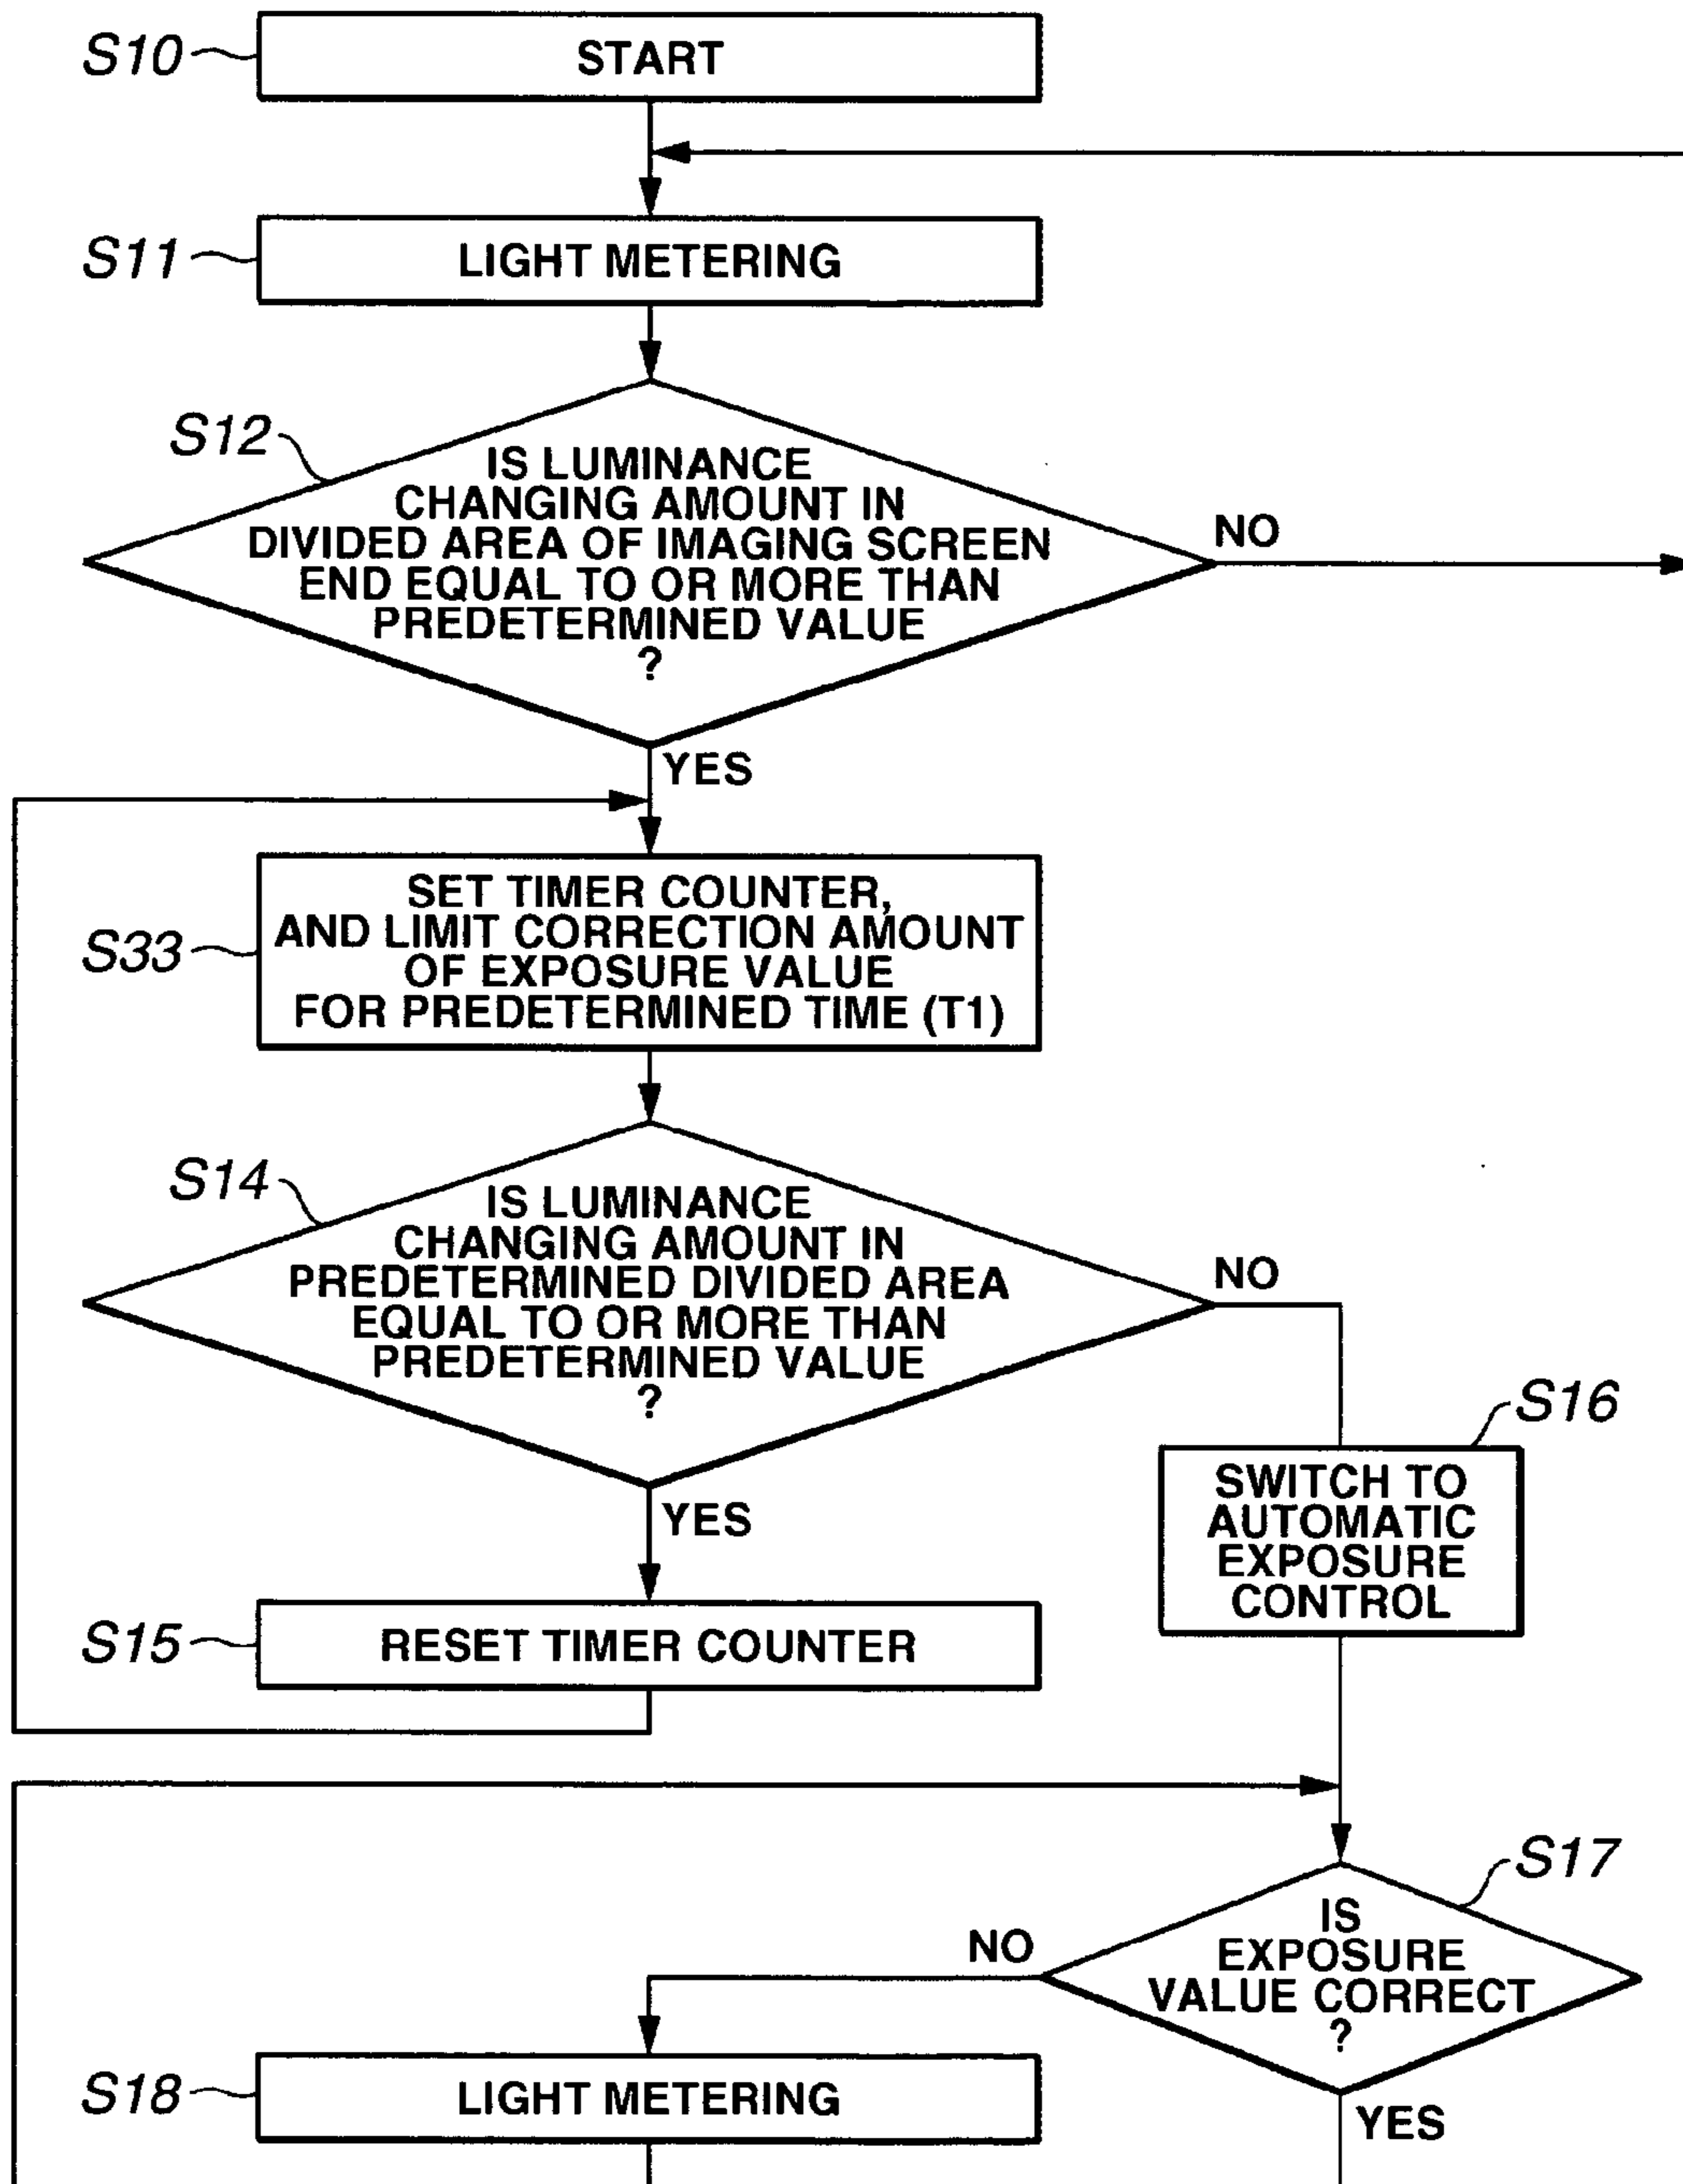 S10
START
S11
LIGHT METERING
S12
IS LUMINANCE
CHANGING AMOUNT IN
DIVIDED AREA OF IMAGING SCREEN
END EQUAL TO OR MORE THAN
PREDETERMINED VALUE
?
NO
YES
S33
SET TIMER COUNTER,
AND LIMIT CORRECTION AMOUNT
OF EXPOSURE VALUE
FOR PREDETERMINED TIME (T1)
S14
IS LUMINANCE
CHANGING AMOUNT IN
PREDETERMINED DIVIDED AREA
EQUAL TO OR MORE THAN
PREDETERMINED VALUE
?
NO
YES
S16
SWITCH TO
AUTOMATIC
EXPOSURE
CONTROL
S15
RESET TIMER COUNTER
S17
IS
EXPOSURE
VALUE CORRECT
?
NO
YES
S18
LIGHT METERING